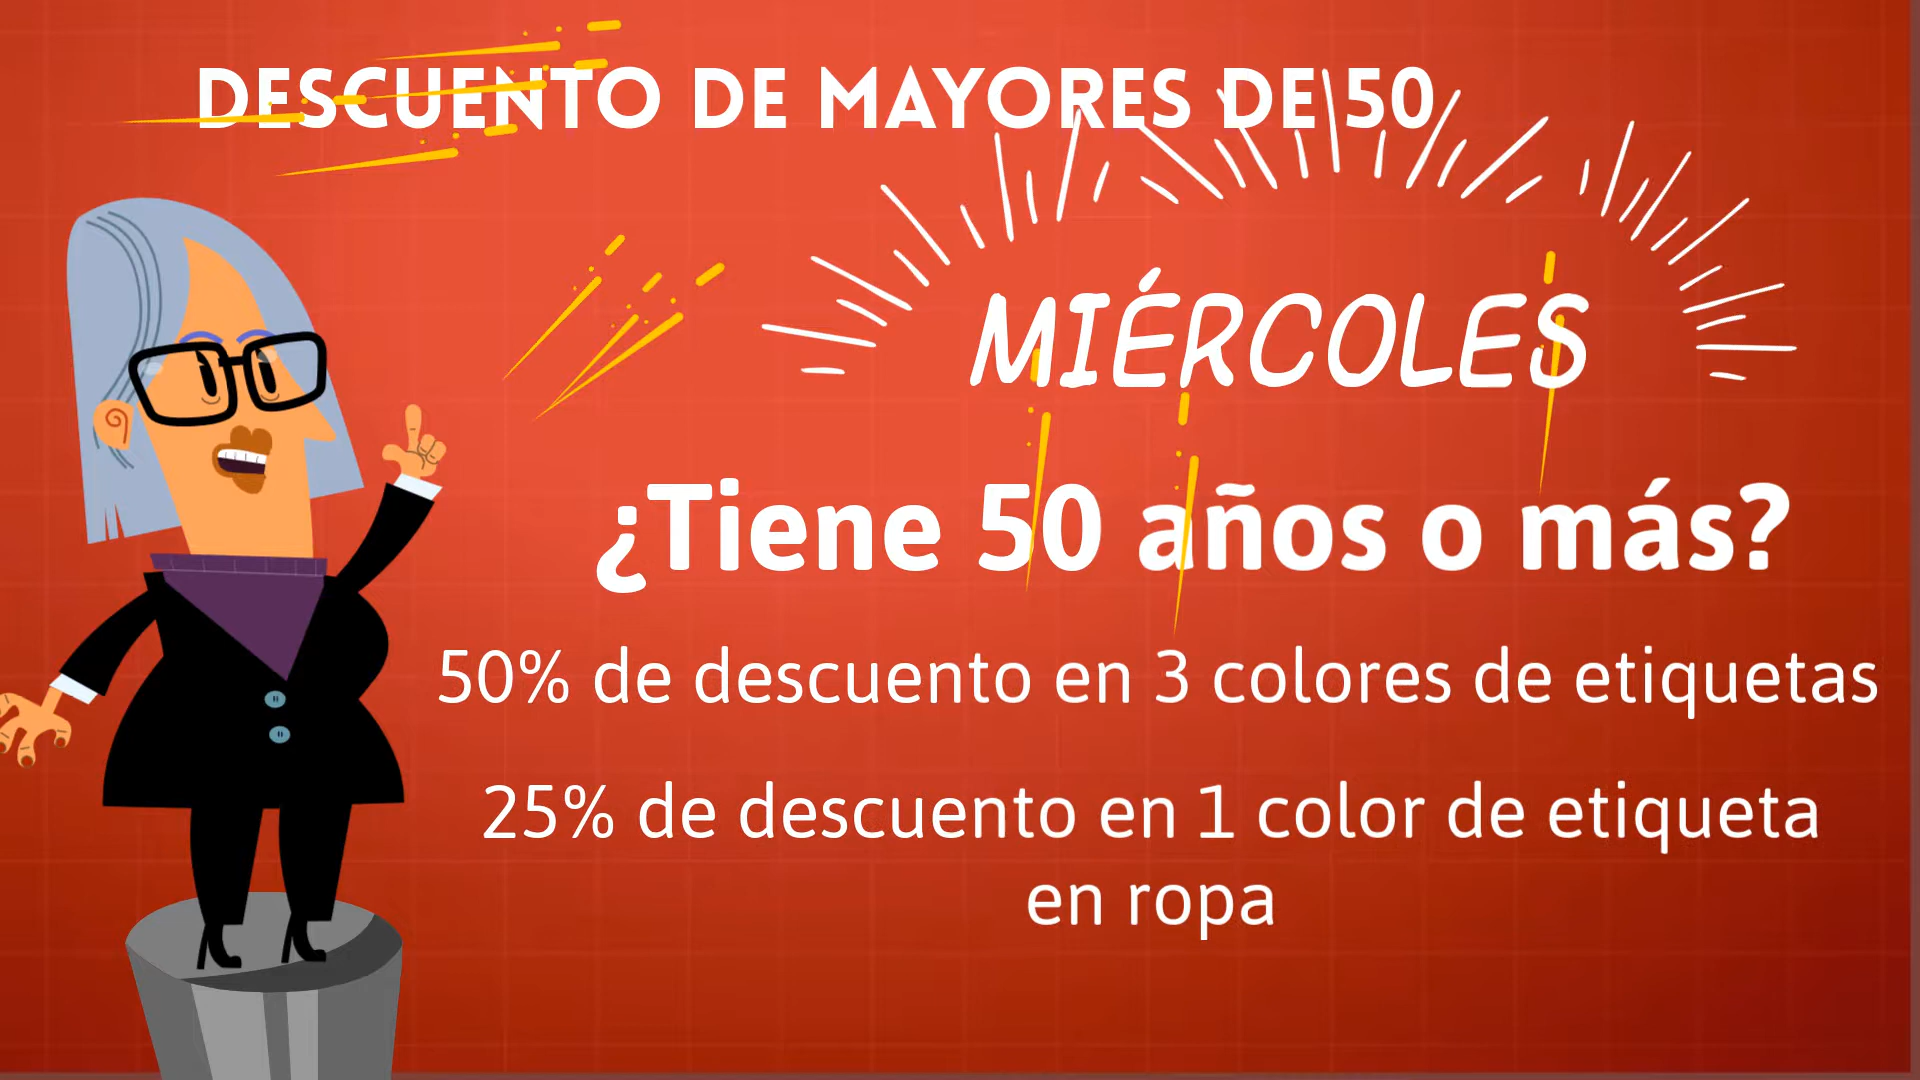 DESCUENTO DE MAYORES DE 50
MIÉRCOLES
¿Tiene 50 años o más?
50% de descuento en 3 colores de etiquetas
25% de descuento en 1 color de etiqueta
en ropa